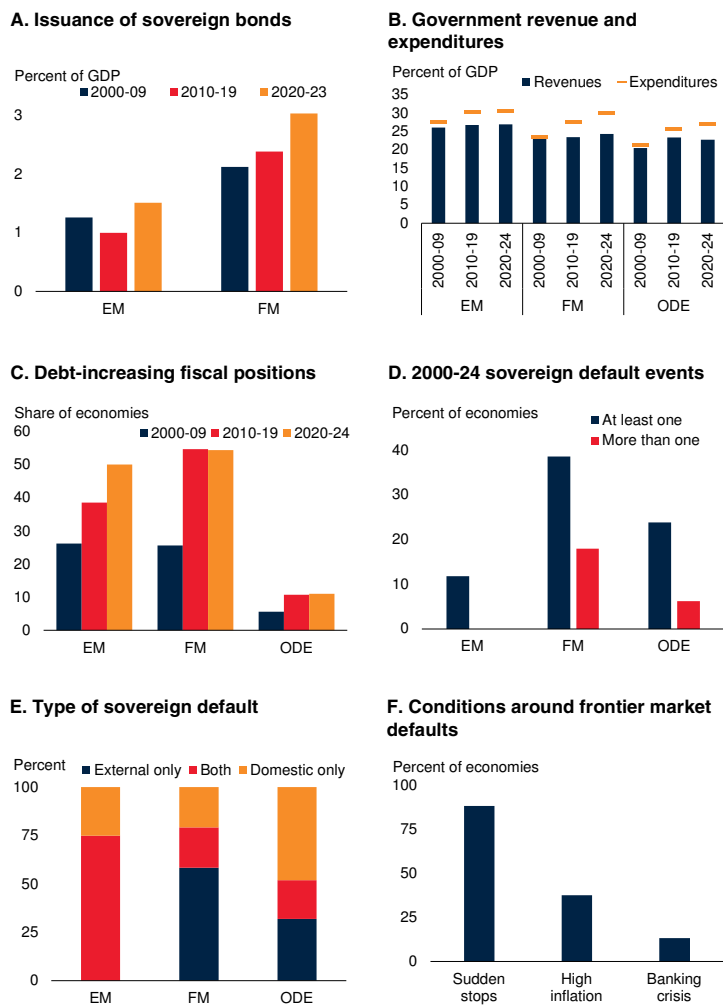 A. Issuance of sovereign bonds
Percent of GDP
2000-09 2010-19 2020-23
3
2
1
0
EM FM
B. Government revenue and
expenditures
Percent of GDP
Revenues Expenditures
35
30
25
20
15
10
5
0
2000-09 2010-19 2020-24 2000-09 2010-19 2020-24 2000-09 2010-19 2020-24
EM FM ODE
C. Debt-increasing fiscal positions
Share of economies
2000-09 2010-19 2020-24
60
50
40
30
20
10
0
EM FM ODE
D. 2000-24 sovereign default events
Percent of economies
At least one
More than one
40
30
20
10
0
EM FM ODE
E. Type of sovereign default
Percent
External only Both Domestic only
100
75
50
25
0
EM FM ODE
F. Conditions around frontier market
defaults
Percent of economies
100
75
50
25
0
Sudden High Banking
stops inflation crisis